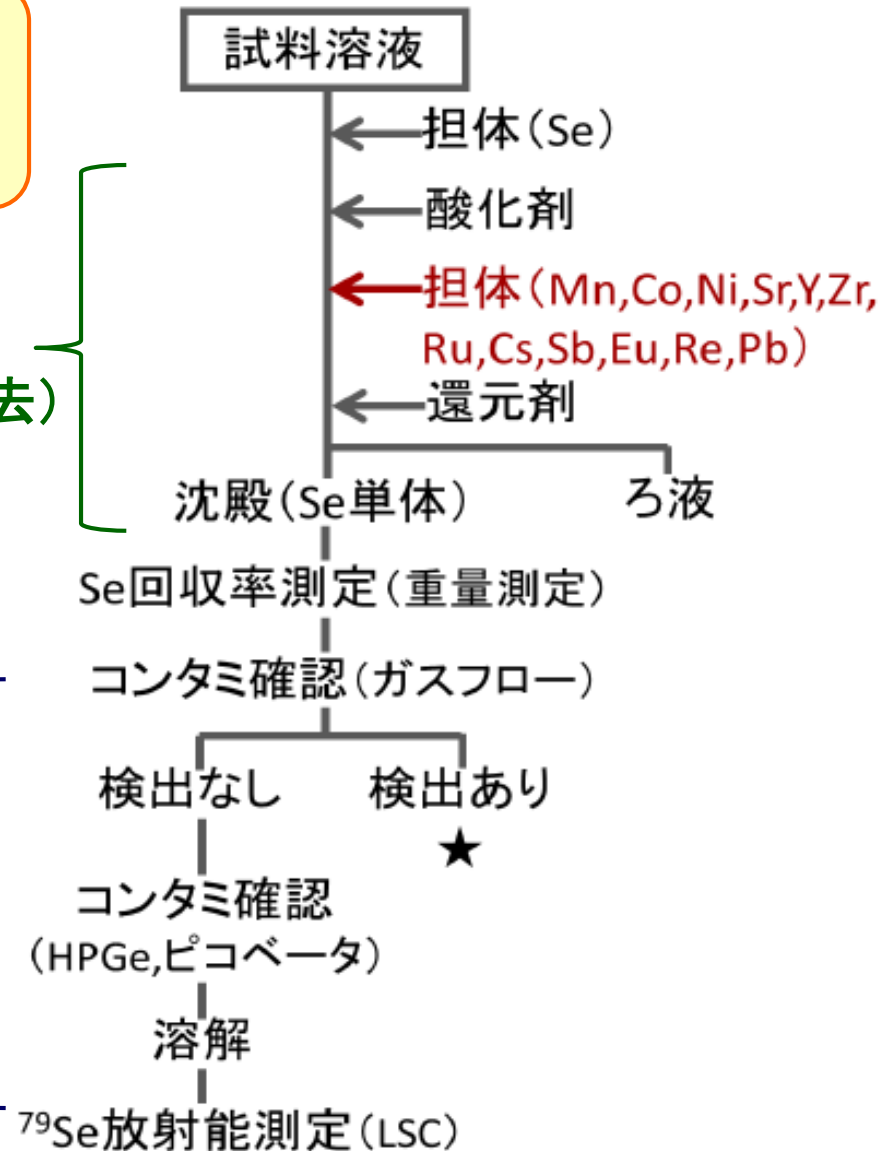 試料溶液
担体（Se）
酸化剤
担体（Mn,Co,Ni,Sr,Y,Zr,
Ru,Cs,Sb,Eu,Re,Pb）
去）
還元剤
沈殿（Se単体）
ろ液
Se回収率測定（重量測定）
コンタミ確認（ガスフロー）
検出なし
検出あり
★
コンタミ確認
（HPGe,ピコベータ）
溶解
⁷⁹Se放射能測定（LSC）